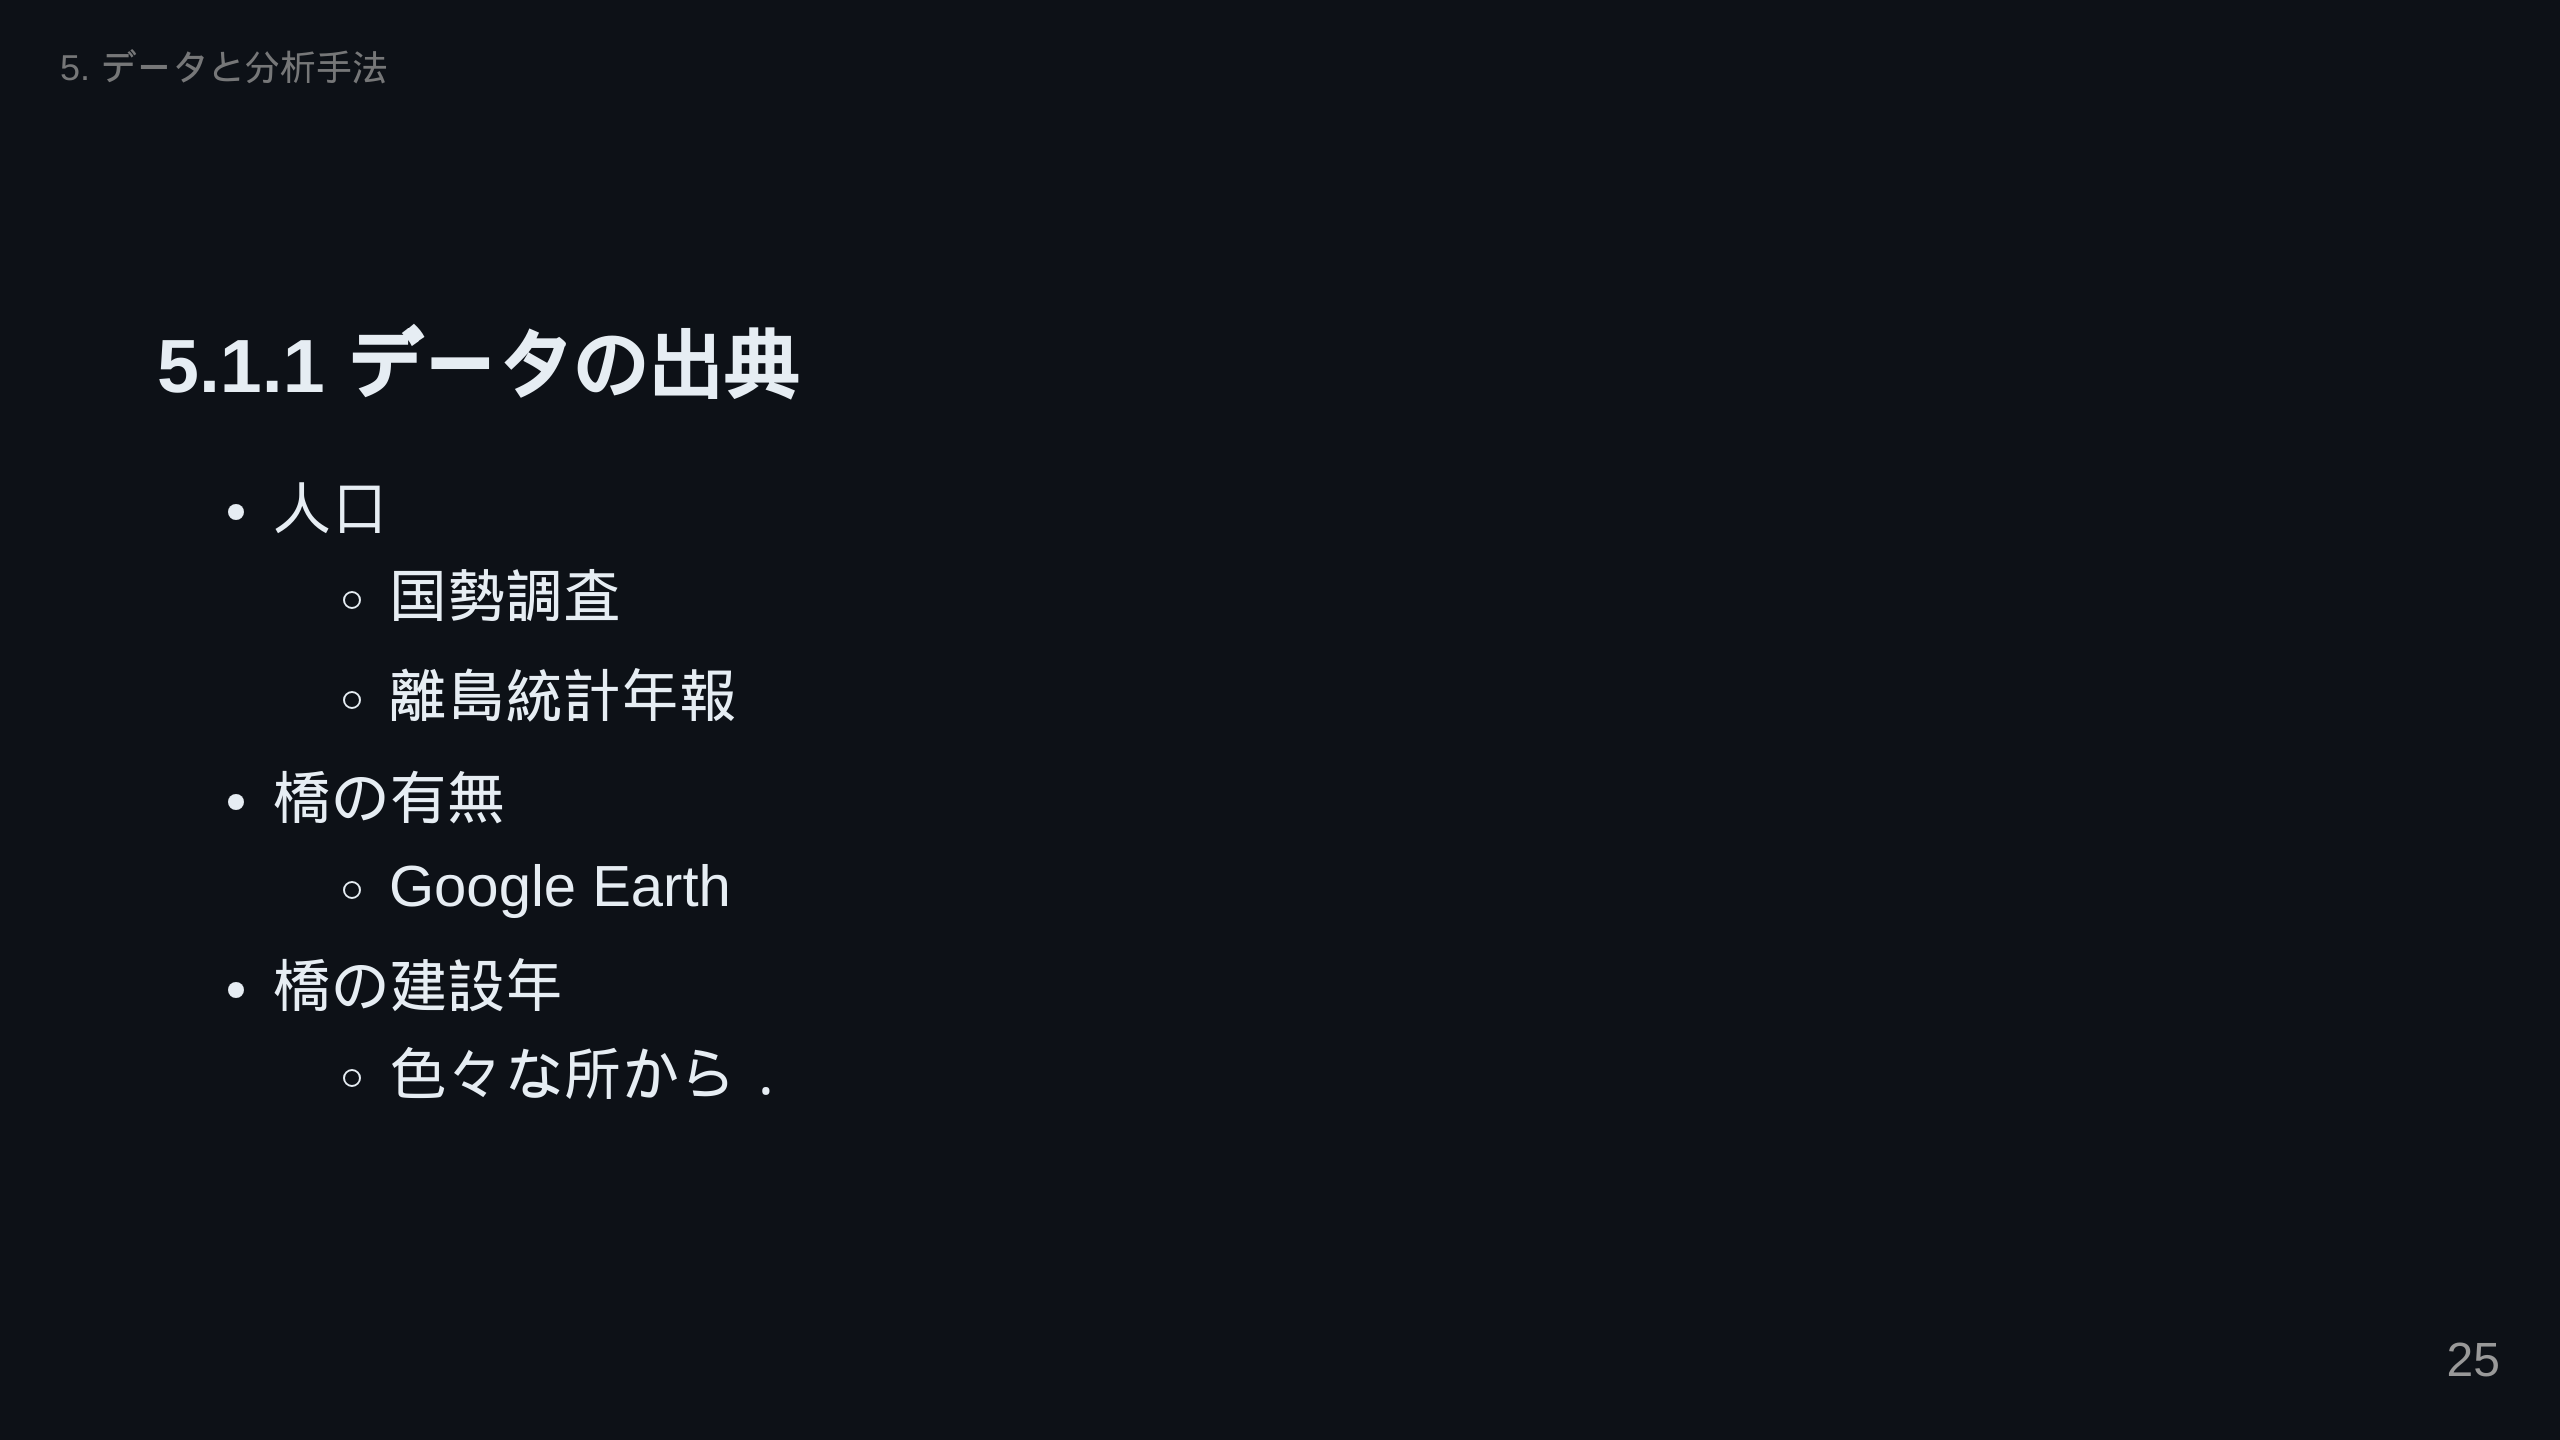 5. データと分析手法
5.1.1 データの出典
• 人口
◦ 国勢調査
◦ 離島統計年報
• 橋の有無
◦ Google Earth
• 橋の建設年
◦ 色々な所から .
25